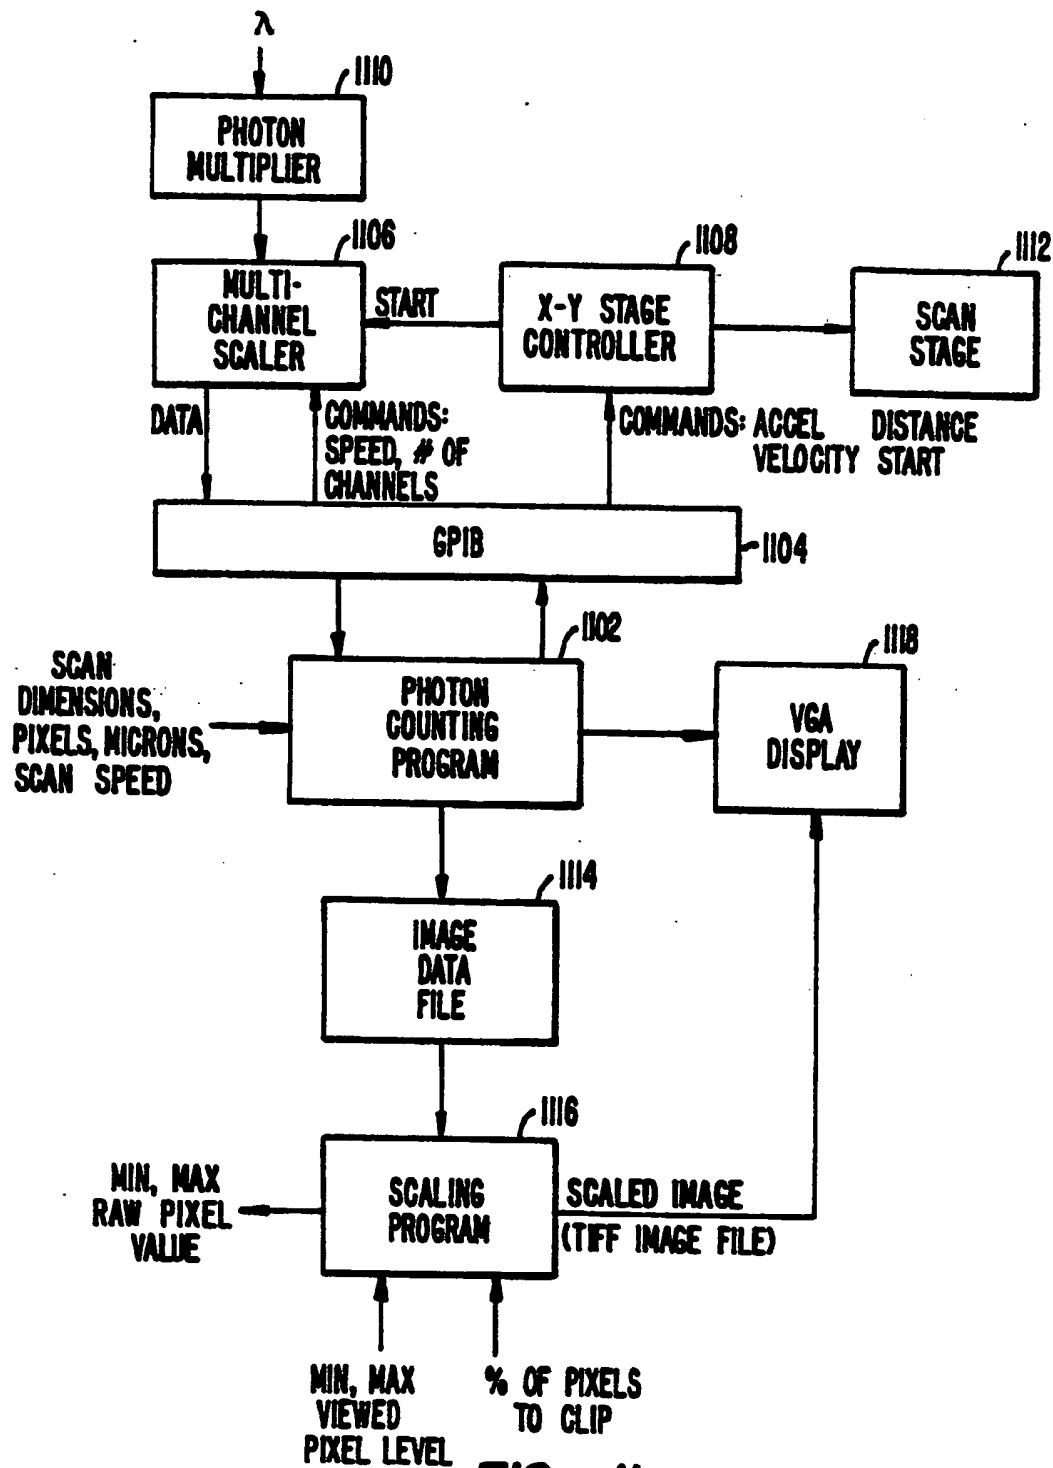 λ
1110
PHOTON
MULTIPLIER
1106
MULTI-
CHANNEL
SCALER
START
1108
X-Y STAGE
CONTROLLER
1112
SCAN
STAGE
DATA
COMMANDS:
SPEED, # OF
CHANNELS
COMMANDS: ACCEL DISTANCE
VELOCITY START
GPIB
1104
1102
SCAN
DIMENSIONS,
PIXELS, MICRONS,
SCAN SPEED
PHOTON
COUNTING
PROGRAM
1118
VGA
DISPLAY
1114
IMAGE
DATA
FILE
1116
MIN, MAX
RAW PIXEL
VALUE
SCALING
PROGRAM
SCALED IMAGE
(TIFF IMAGE FILE)
MIN, MAX
VIEWED
PIXEL LEVEL
% OF PIXELS
TO CLIP